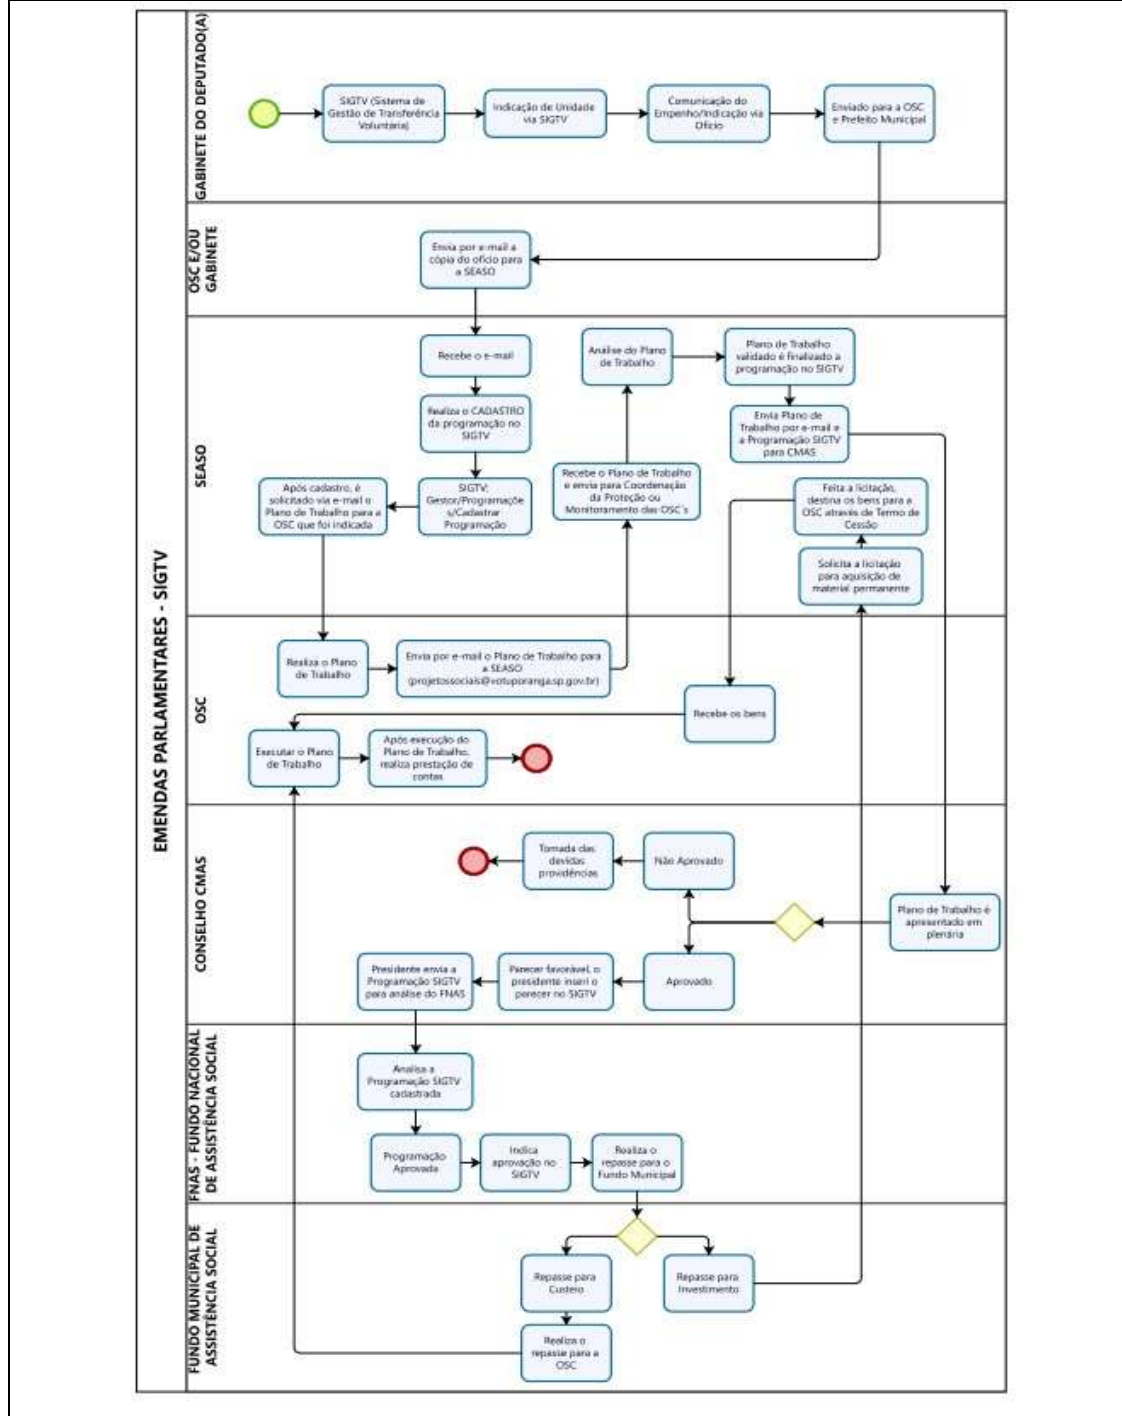 EMENDAS PARLAMENTARES - SIGTV
GABINETE DO DEPUTADO(A)
SIGTV (Sistema de
Gestão de Transferência
Voluntária)
Indicação de Unidade
via SIGTV
Comunicação do
Empenho/Indicação via
Ofício
Enviado para a OSC
e Prefeito Municipal
OSC E/OU
GABINETE
Envia por e-mail a
cópia do ofício para
a SEASO
SEASO
Recebe o e-mail
Realiza o CADASTRO
da programação no
SIGTV
SIGTV:
Gestor/Programaçõe
s/Cadastrar
Programação
Após cadastro, é
solicitado via e-mail o
Plano de Trabalho para a
OSC que foi indicada
Recebe o Plano de Trabalho
e envia para Coordenação
da Proteção ou
Monitoramento das OSC´s
Análise do Plano
de Trabalho
Plano de Trabalho
validado é finalizado a
programação no SIGTV
Envia Plano de
Trabalho por e-mail e
a Programação SIGTV
para CMAS
Feita a licitação,
destina os bens para a
OSC através de Termo de
Cessão
Solicita a licitação
para aquisição de
material permanente
OSC
Realiza o Plano
de Trabalho
Envia por e-mail o Plano de Trabalho para
a SEASO
(projetossociais@votuporanga.sp.gov.br)
Recebe os bens
Executar o Plano
de Trabalho
Após execução do
Plano de Trabalho,
realiza prestação de
contas
CONSELHO CMAS
Tomada das
devidas
providências
Não Aprovado
Plano de Trabalho é
apresentado em
plenária
Aprovado
Parecer favorável, o
presidente inseri o
parecer no SIGTV
Presidente envia a
Programação SIGTV
para análise do FNAS
FNAS - FUNDO NACIONAL
DE ASSISTÊNCIA SOCIAL
Analisa a
Programação SIGTV
cadastrada
Programação
Aprovada
Indica
aprovação no
SIGTV
Realiza o
repasse para o
Fundo Municipal
FUNDO MUNICIPAL DE
ASSISTÊNCIA SOCIAL
Repasse para
Custeio
Repasse para
Investimento
Realiza o
repasse para a
OSC